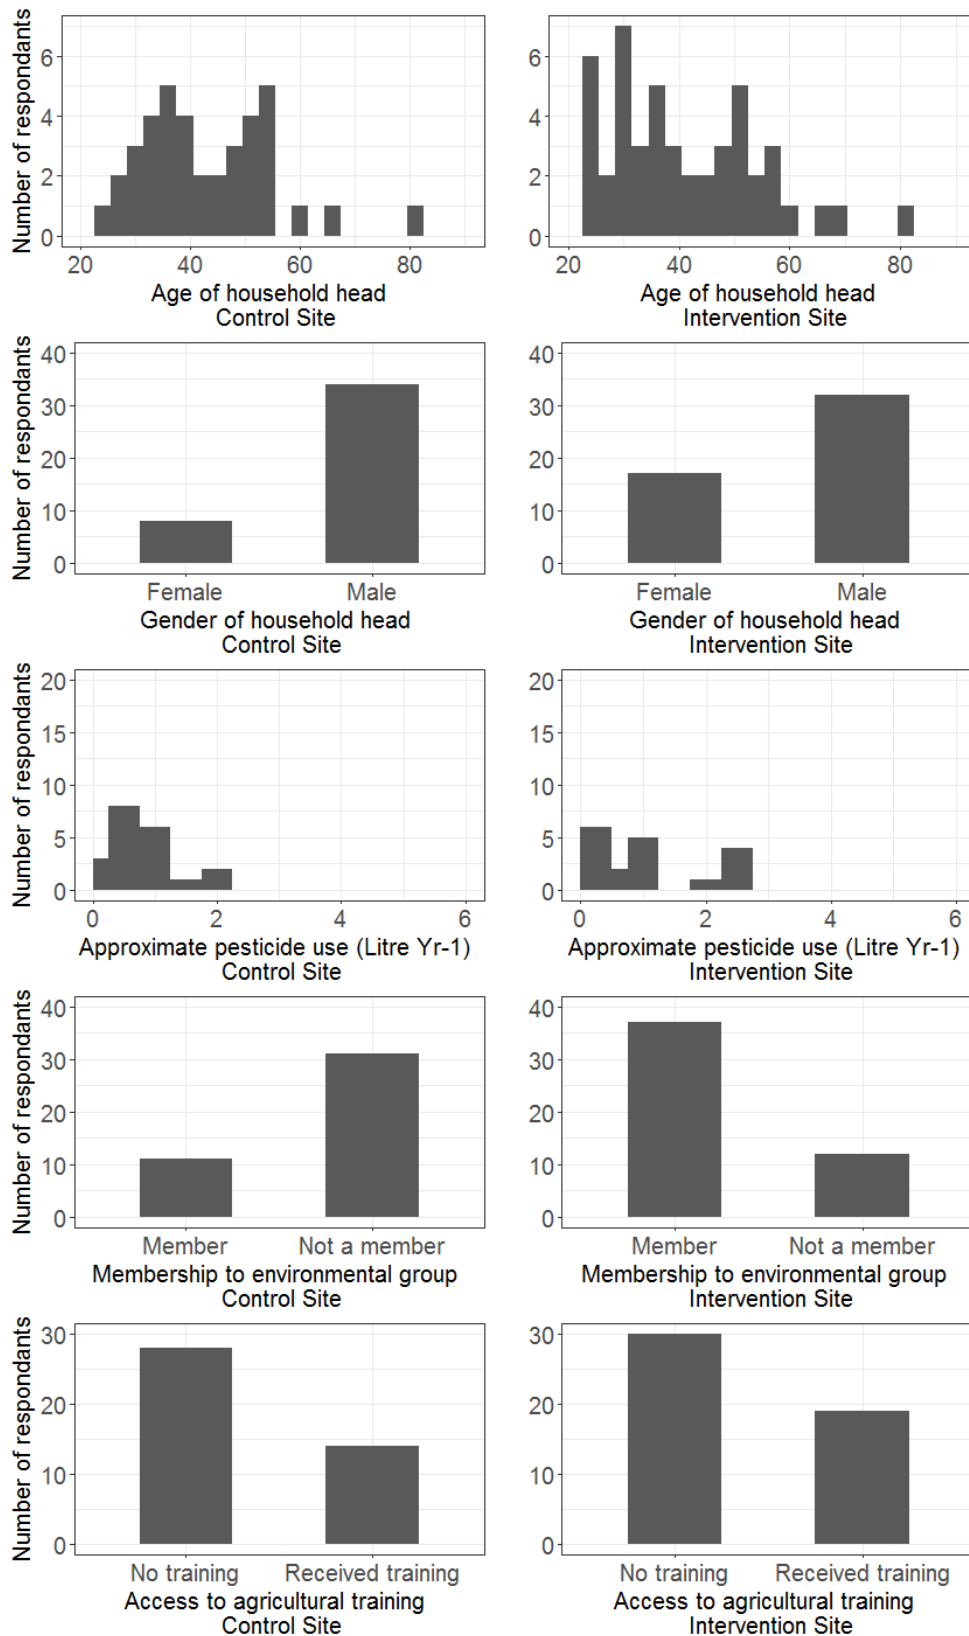 Number of respondants
6
4
2
0
20 40 60 80
Age of household head
Control Site
6
4
2
0
20 40 60 80
Age of household head
Intervention Site
Number of respondants
40
30
20
10
0
Female Male
Gender of household head
Control Site
40
30
20
10
0
Female Male
Gender of household head
Intervention Site
Number of respondants
20
15
10
5
0
0 2 4 6
Approximate pesticide use (Litre Yr-1)
Control Site
20
15
10
5
0
0 2 4 6
Approximate pesticide use (Litre Yr-1)
Intervention Site
Number of respondants
40
30
20
10
0
Member Not a member
Membership to environmental group
Control Site
40
30
20
10
0
Member Not a member
Membership to environmental group
Intervention Site
Number of respondants
30
20
10
0
No training Received training
Access to agricultural training
Control Site
30
20
10
0
No training Received training
Access to agricultural training
Intervention Site